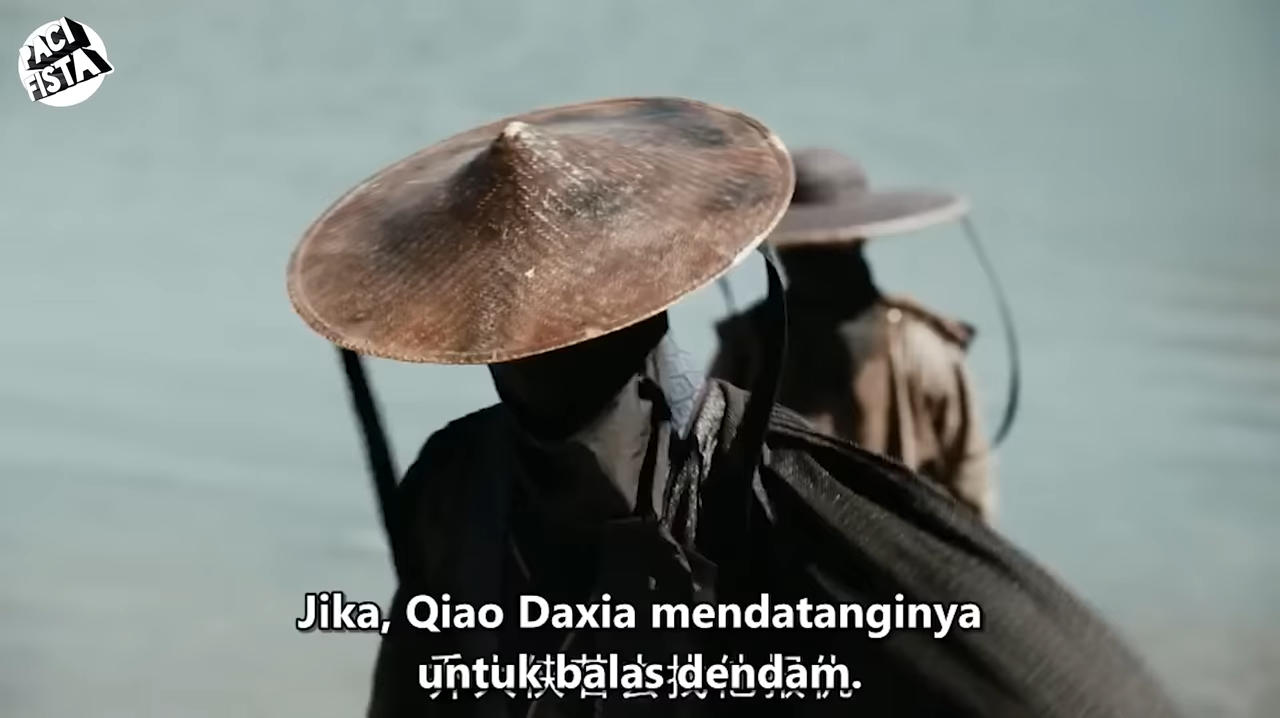 PACI
FISTA
Jika, Qiao Daxia mendatanginya
untuk balas dendam.